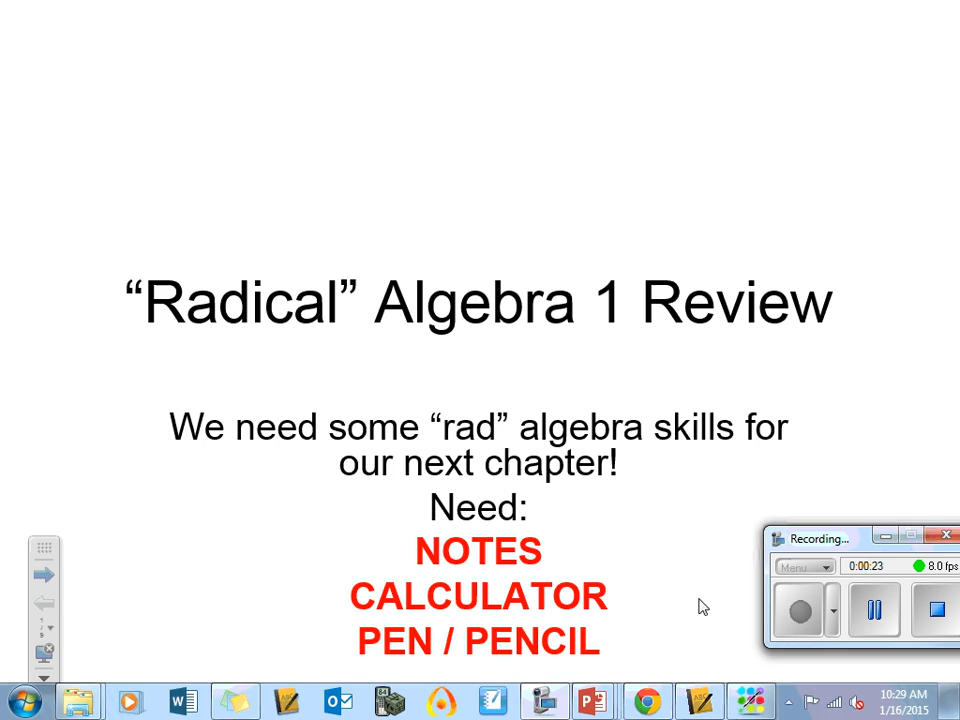 “Radical” Algebra 1 Review
We need some “rad” algebra skills for
our next chapter!
Need:
NOTES
CALCULATOR
PEN / PENCIL
Recording...
Menu
0:00:23
8.0 fps
84
10:29 AM
1/16/2015